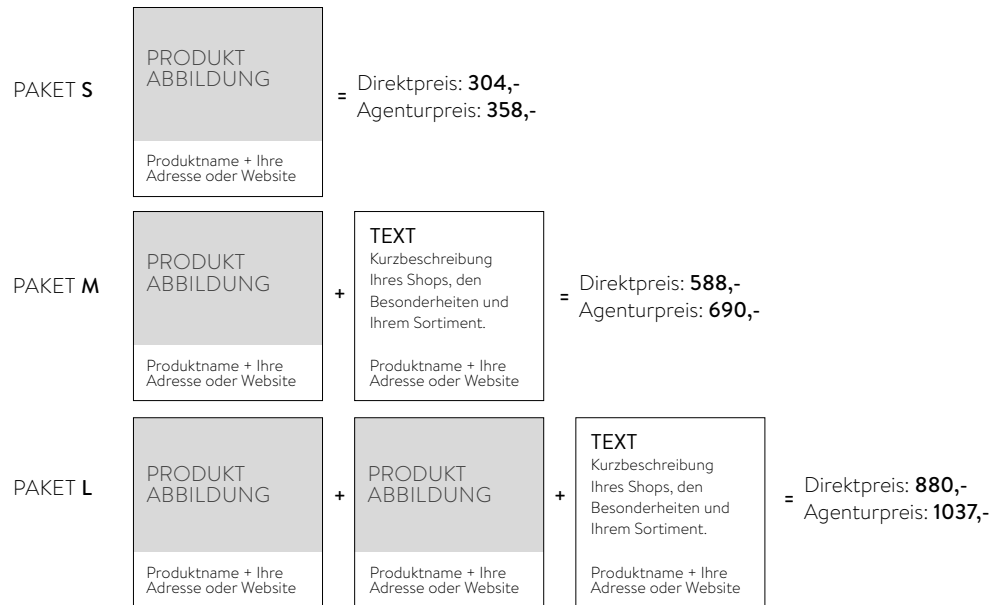 PAKET S
PRODUKT
ABBILDUNG
Produktname + Ihre
Adresse oder Website
=
Direktpreis: 304,-
Agenturpreis: 358,-
PAKET M
PRODUKT
ABBILDUNG
Produktname + Ihre
Adresse oder Website
+
TEXT
Kurzbeschreibung
Ihres Shops, den
Besonderheiten und
Ihrem Sortiment.
Produktname + Ihre
Adresse oder Website
=
Direktpreis: 588,-
Agenturpreis: 690,-
PAKET L
PRODUKT
ABBILDUNG
Produktname + Ihre
Adresse oder Website
+
PRODUKT
ABBILDUNG
Produktname + Ihre
Adresse oder Website
+
TEXT
Kurzbeschreibung
Ihres Shops, den
Besonderheiten und
Ihrem Sortiment.
Produktname + Ihre
Adresse oder Website
=
Direktpreis: 880,-
Agenturpreis: 1037,-